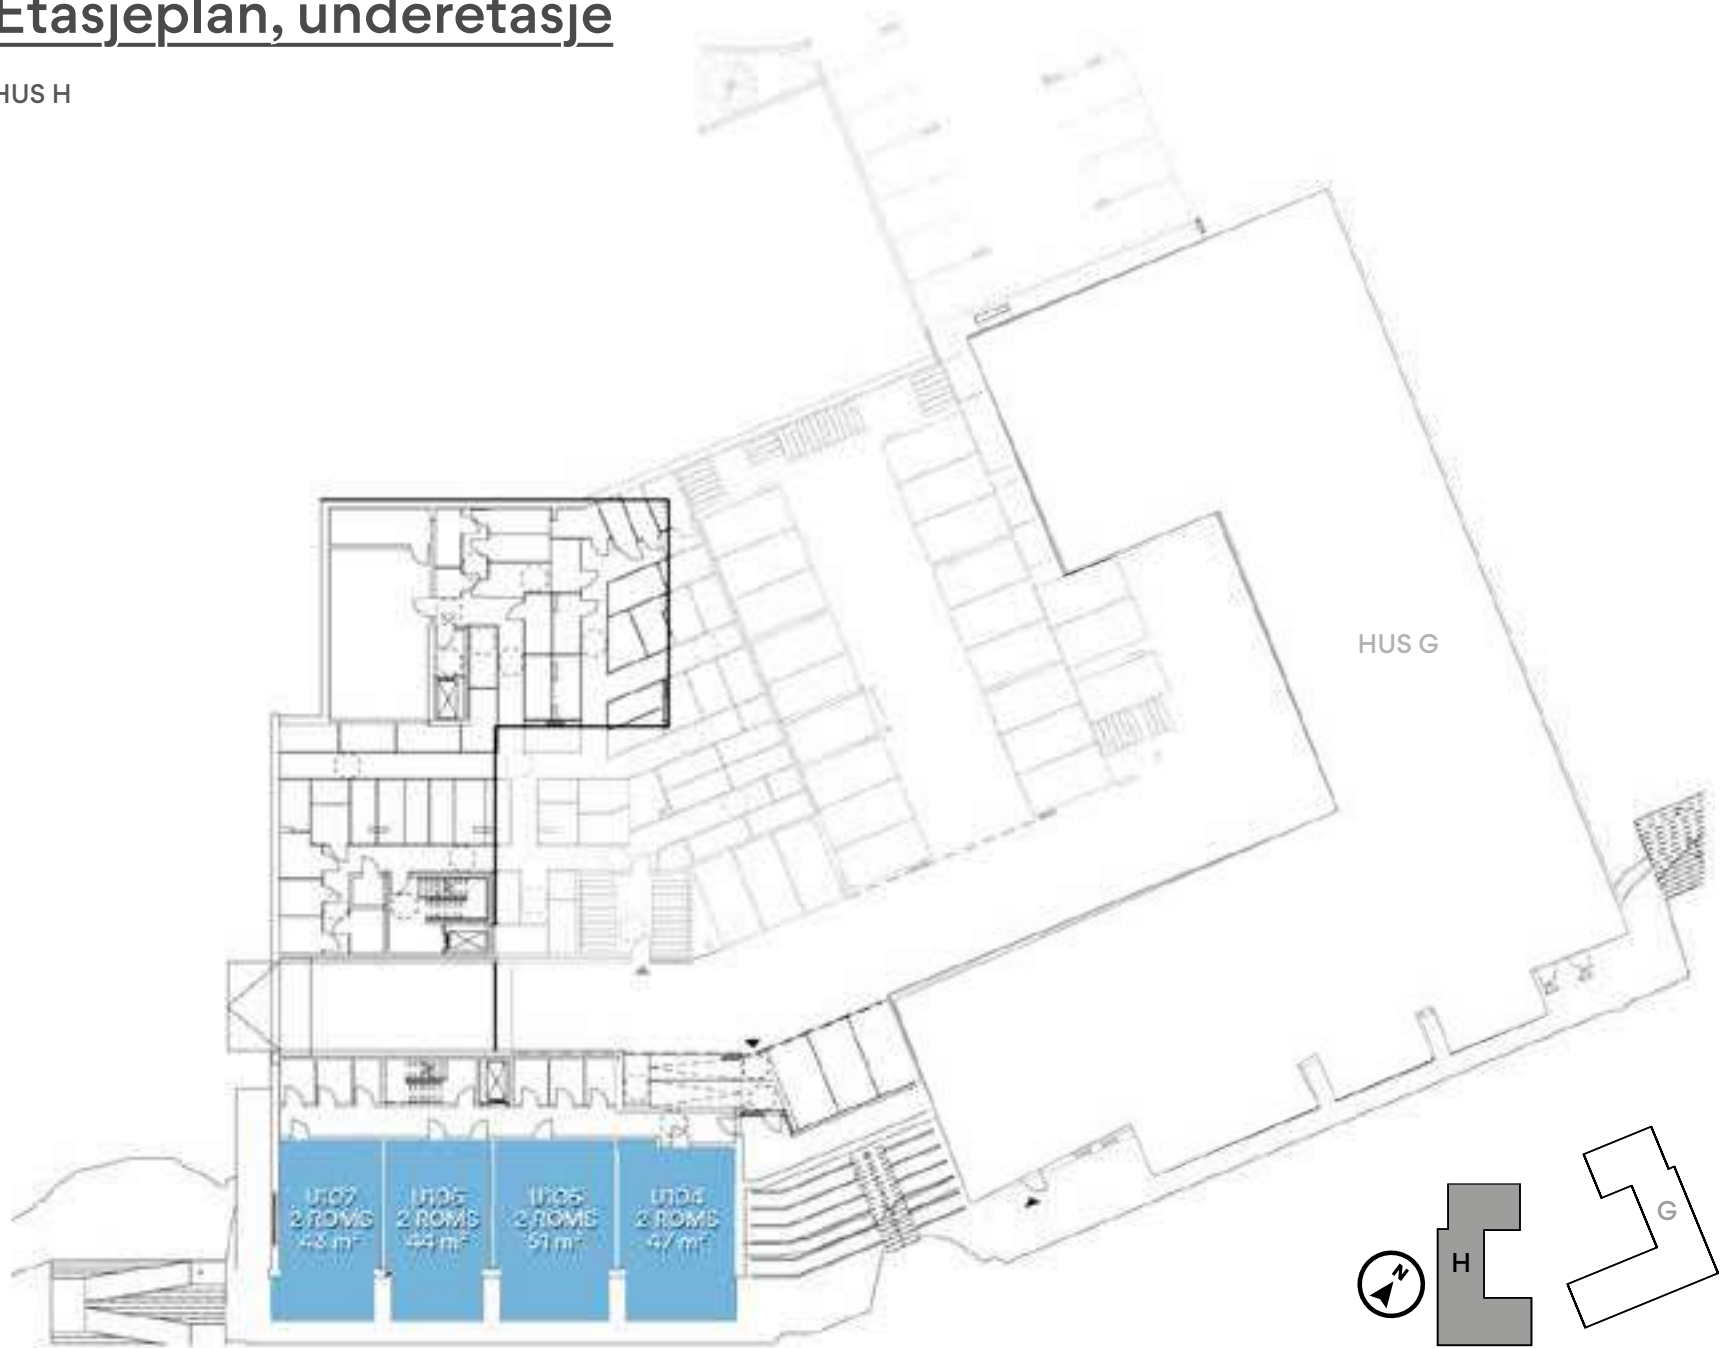 Etasjeplan, underetasje
HUS H
HUS G
U107
2 ROMS
43 m²
U106
2 ROMS
44 m²
U105
2 ROMS
51 m²
U104
2 ROMS
47 m²
N
H
G